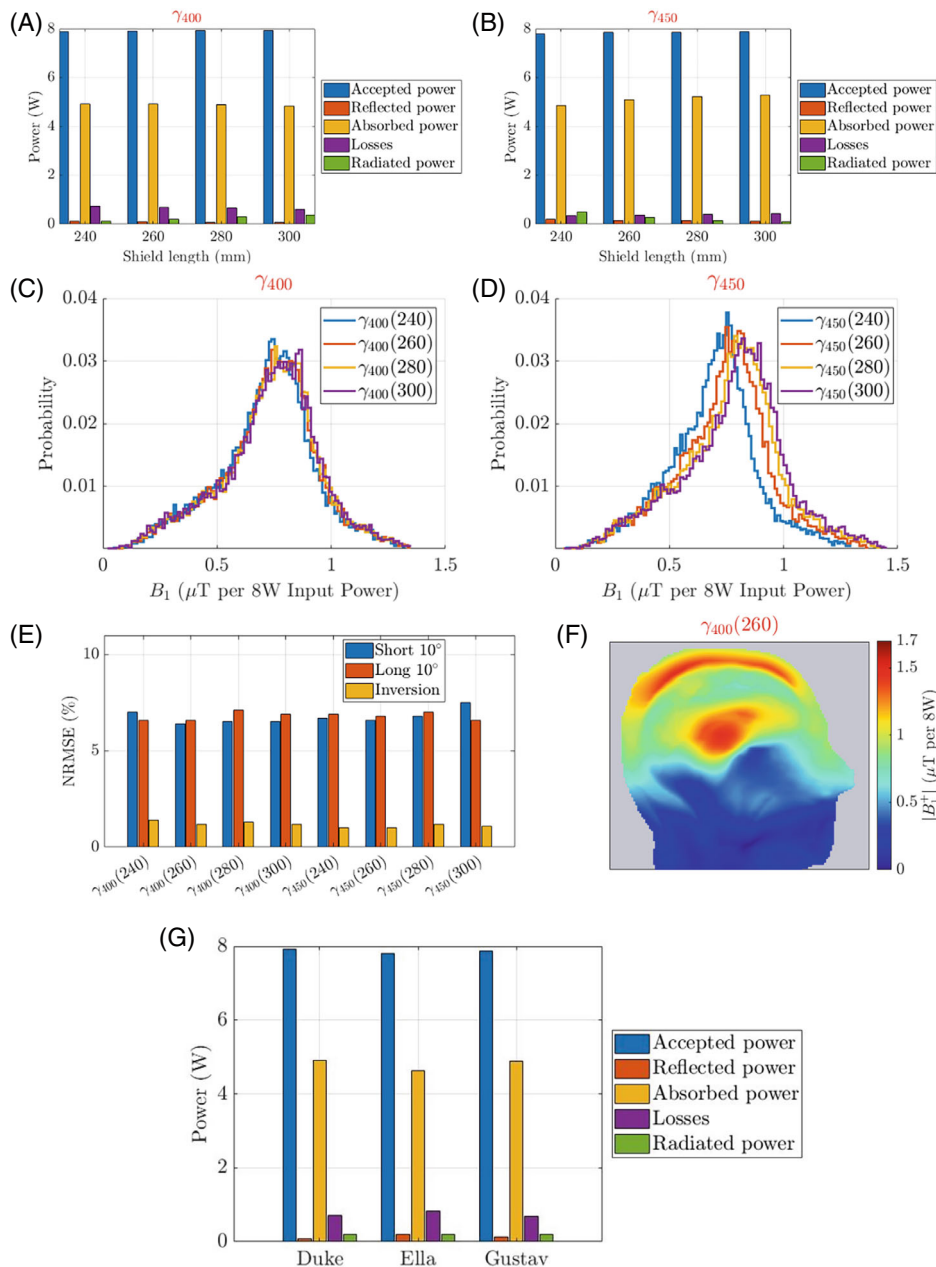 (A)
γ400
8
6
4
2
0
Power (W)
240 260 280 300
Shield length (mm)
Accepted power
Reflected power
Absorbed power
Losses
Radiated power
(B)
γ450
8
6
4
2
0
Power (W)
240 260 280 300
Shield length (mm)
Accepted power
Reflected power
Absorbed power
Losses
Radiated power
(C)
γ400
0.04
0.03
0.02
0.01
Probability
0 0.5 1 1.5
B1 (μT per 8W Input Power)
γ400(240)
γ400(260)
γ400(280)
γ400(300)
(D)
γ450
0.04
0.03
0.02
0.01
Probability
0 0.5 1 1.5
B1 (μT per 8W Input Power)
γ450(240)
γ450(260)
γ450(280)
γ450(300)
(E)
10
5
0
NRMSE (%)
Short 10°
Long 10°
Inversion
γ400(240) γ400(260) γ400(280) γ400(300) γ450(240) γ450(260) γ450(280) γ450(300)
(F)
γ400(260)
1.7
1.5
1
0.5
0
|B1+| (μT per 8W)
(G)
8
6
4
2
0
Power (W)
Duke Ella Gustav
Accepted power
Reflected power
Absorbed power
Losses
Radiated power